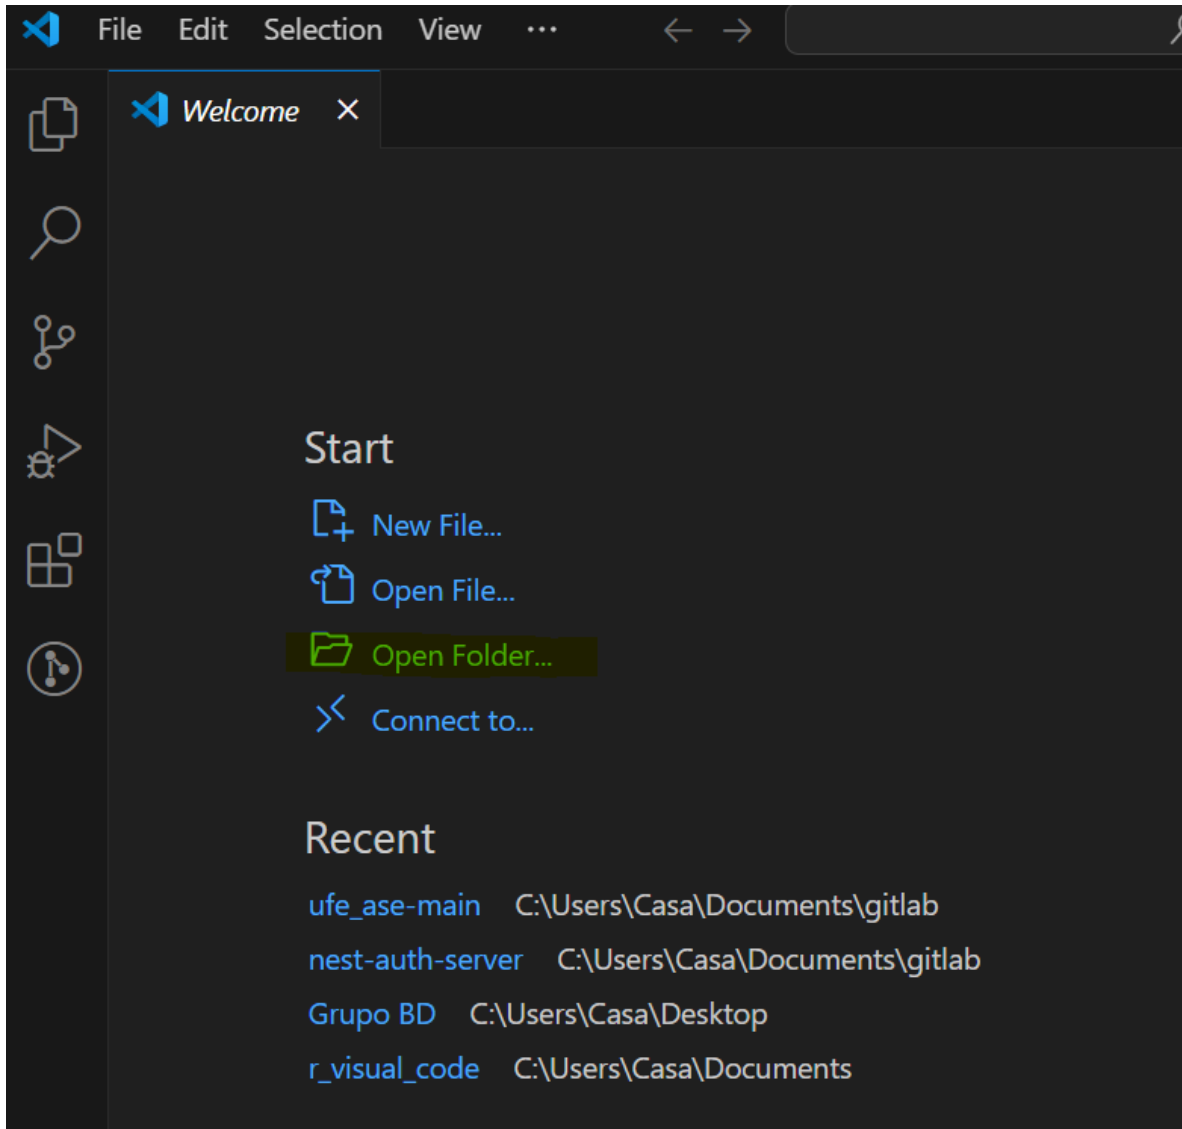 File Edit Selection View ...
Welcome
Start
New File...
Open File...
Open Folder...
Connect to...
Recent
ufe_ase-main C:\Users\Casa\Documents\gitlab
nest-auth-server C:\Users\Casa\Documents\gitlab
Grupo BD C:\Users\Casa\Desktop
r_visual_code C:\Users\Casa\Documents